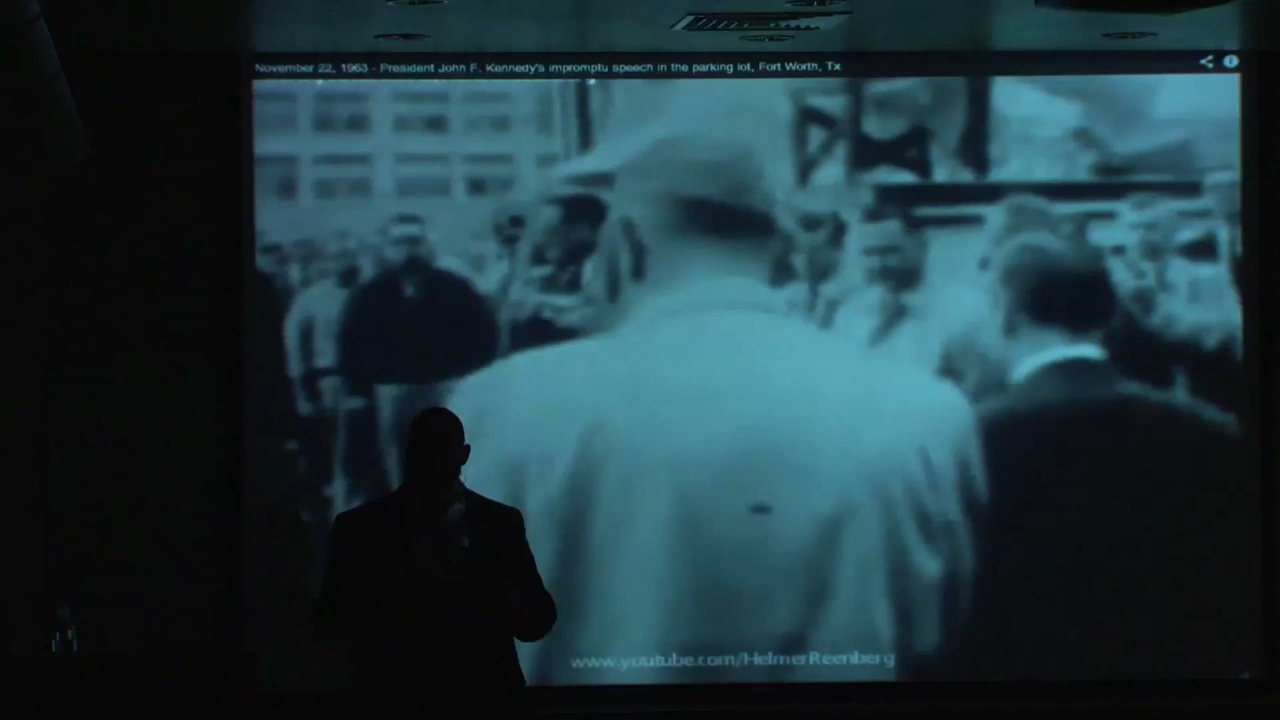 November 22, 1963 - President John F. Kennedy's impromptu speech in the parking lot, Fort Worth, Tx
www.youtube.com/HelmerReenberg